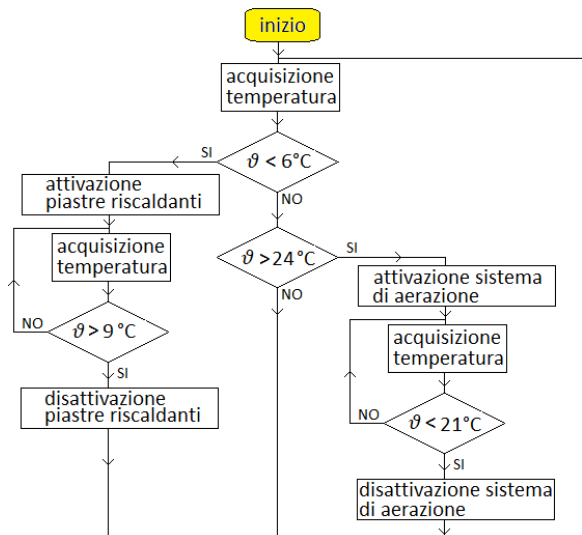 inizio
acquisizione
temperatura
ϑ < 6°C
SI
NO
attivazione
piastre riscaldanti
acquisizione
temperatura
ϑ > 9 °C
NO
SI
disattivazione
piastre riscaldanti
ϑ >24 °C
SI
NO
attivazione sistema
di aerazione
acquisizione
temperatura
ϑ < 21°C
NO
SI
disattivazione sistema
di aerazione